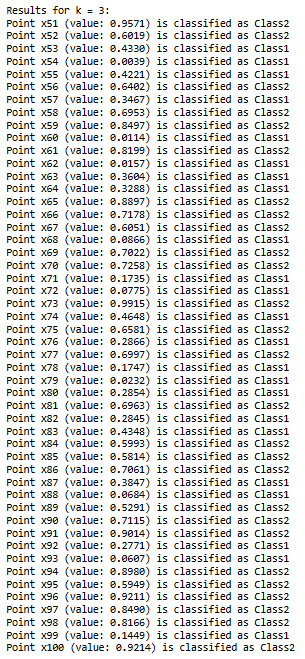 Results for k = 3:
Point x51 (value: 0.9571) is classified as Class2
Point x52 (value: 0.6019) is classified as Class2
Point x53 (value: 0.4330) is classified as Class1
Point x54 (value: 0.0039) is classified as Class1
Point x55 (value: 0.4221) is classified as Class1
Point x56 (value: 0.6402) is classified as Class2
Point x57 (value: 0.3467) is classified as Class1
Point x58 (value: 0.6953) is classified as Class2
Point x59 (value: 0.8497) is classified as Class2
Point x60 (value: 0.0114) is classified as Class1
Point x61 (value: 0.8199) is classified as Class2
Point x62 (value: 0.0157) is classified as Class1
Point x63 (value: 0.3604) is classified as Class1
Point x64 (value: 0.3288) is classified as Class1
Point x65 (value: 0.8897) is classified as Class2
Point x66 (value: 0.7178) is classified as Class2
Point x67 (value: 0.6051) is classified as Class2
Point x68 (value: 0.0866) is classified as Class1
Point x69 (value: 0.7022) is classified as Class2
Point x70 (value: 0.7258) is classified as Class2
Point x71 (value: 0.1735) is classified as Class1
Point x72 (value: 0.0775) is classified as Class1
Point x73 (value: 0.9915) is classified as Class2
Point x74 (value: 0.4648) is classified as Class1
Point x75 (value: 0.6581) is classified as Class2
Point x76 (value: 0.2866) is classified as Class1
Point x77 (value: 0.6997) is classified as Class2
Point x78 (value: 0.1747) is classified as Class1
Point x79 (value: 0.0232) is classified as Class1
Point x80 (value: 0.2854) is classified as Class1
Point x81 (value: 0.6963) is classified as Class2
Point x82 (value: 0.2845) is classified as Class1
Point x83 (value: 0.4348) is classified as Class1
Point x84 (value: 0.5993) is classified as Class2
Point x85 (value: 0.5814) is classified as Class2
Point x86 (value: 0.7061) is classified as Class2
Point x87 (value: 0.3847) is classified as Class1
Point x88 (value: 0.0684) is classified as Class1
Point x89 (value: 0.5291) is classified as Class2
Point x90 (value: 0.7115) is classified as Class2
Point x91 (value: 0.9014) is classified as Class2
Point x92 (value: 0.2771) is classified as Class1
Point x93 (value: 0.0607) is classified as Class1
Point x94 (value: 0.8980) is classified as Class2
Point x95 (value: 0.5949) is classified as Class2
Point x96 (value: 0.9211) is classified as Class2
Point x97 (value: 0.8490) is classified as Class2
Point x98 (value: 0.8166) is classified as Class2
Point x99 (value: 0.1449) is classified as Class1
Point x100 (value: 0.9214) is classified as Class2